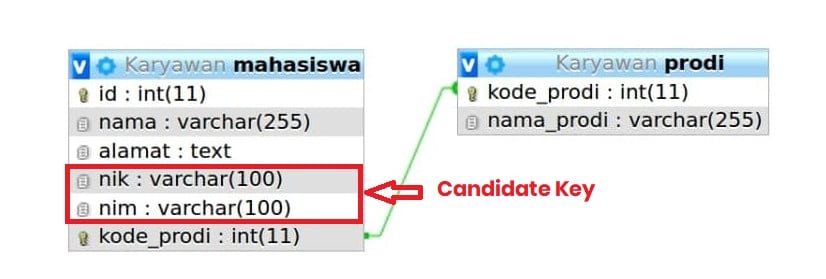 Karyawan mahasiswa
id : int(11)
nama : varchar(255)
alamat : text
nik : varchar(100)
nim : varchar(100)
kode_prodi : int(11)
Candidate Key
Karyawan prodi
kode_prodi : int(11)
nama_prodi : varchar(255)